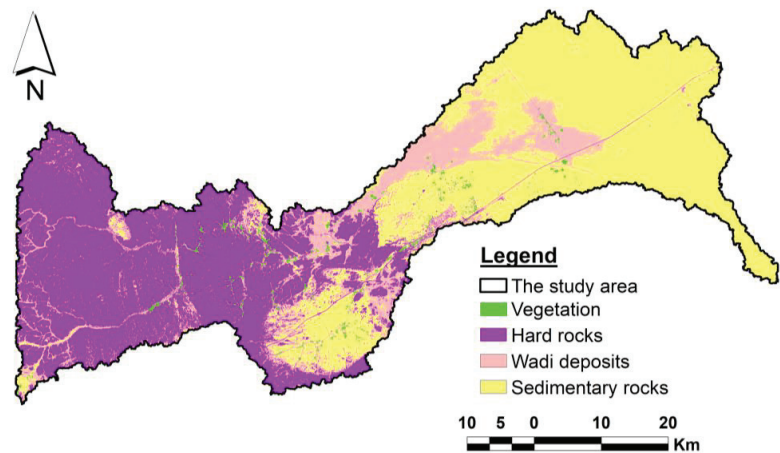 N
Legend
The study area
Vegetation
Hard rocks
Wadi deposits
Sedimentary rocks
10 5 0 10 20
Km